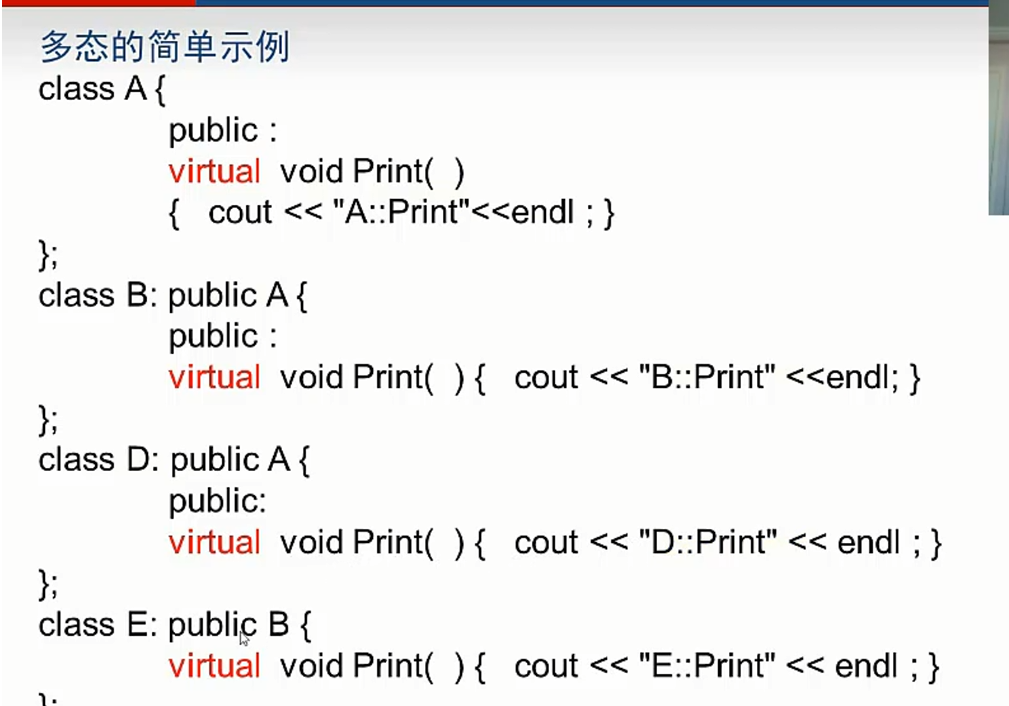 多态的简单示例
class A {
public :
virtual void Print( )
{ cout << "A::Print"<<endl ; }
};
class B: public A {
public :
virtual void Print( ) { cout << "B::Print" <<endl; }
};
class D: public A {
public:
virtual void Print( ) { cout << "D::Print" << endl ; }
};
class E: public B {
virtual void Print( ) { cout << "E::Print" << endl ; }
};